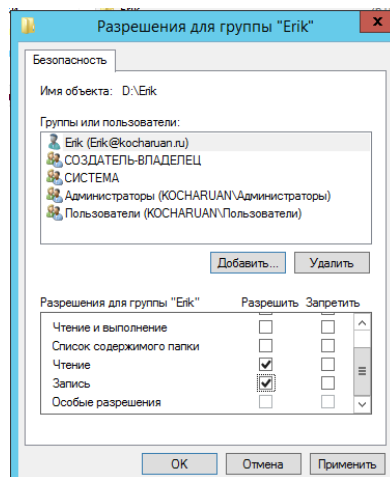 Разрешения для группы "Erik"
Безопасность
Имя объекта: D:\Erik
Группы или пользователи:
Erik (Erik@kocharuan.ru)
СОЗДАТЕЛЬ-ВЛАДЕЛЕЦ
СИСТЕМА
Администраторы (KOCHARUAN\Администраторы)
Пользователи (KOCHARUAN\Пользователи)
Добавить... Удалить
Разрешения для группы "Erik" Разрешить Запретить
Чтение и выполнение
Список содержимого папки
Чтение
Запись
Особые разрешения
OK Отмена Применить